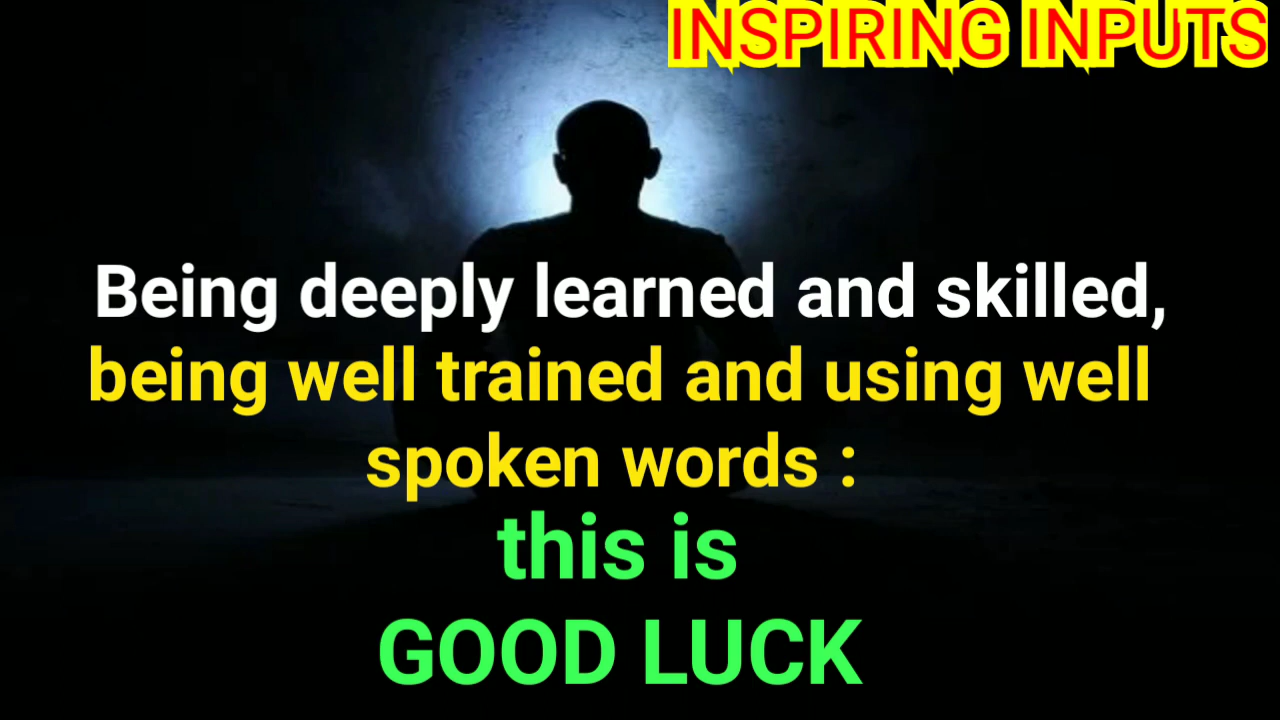 INSPIRING INPUTS
Being deeply learned and skilled,
being well trained and using well
spoken words :
this is
GOOD LUCK